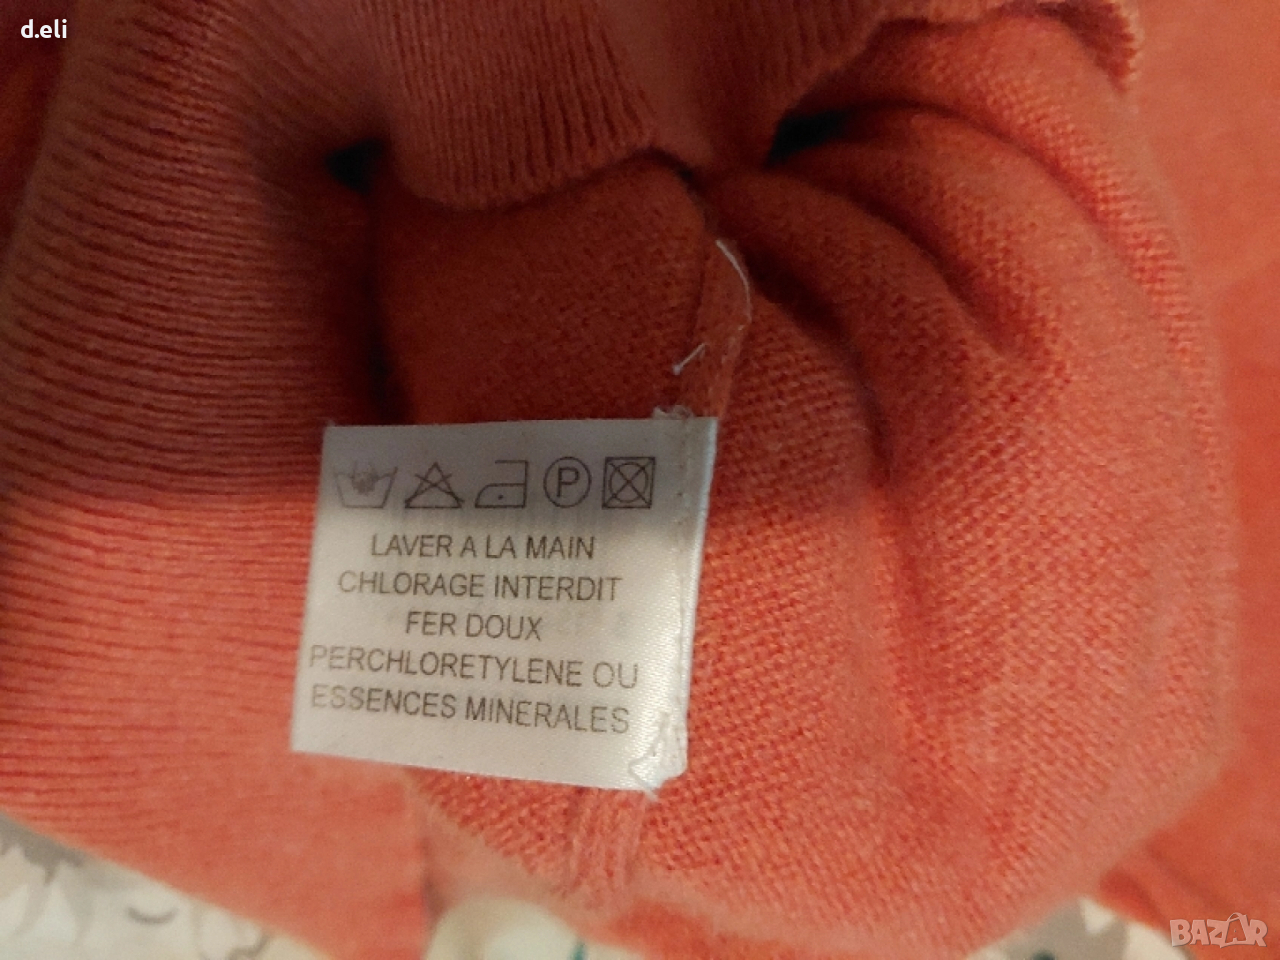 d.eli
P
LAVER A LA MAIN
CHLORAGE INTERDIT
FER DOUX
PERCHLORETYLENE OU
ESSENCES MINERALES
BAZAR